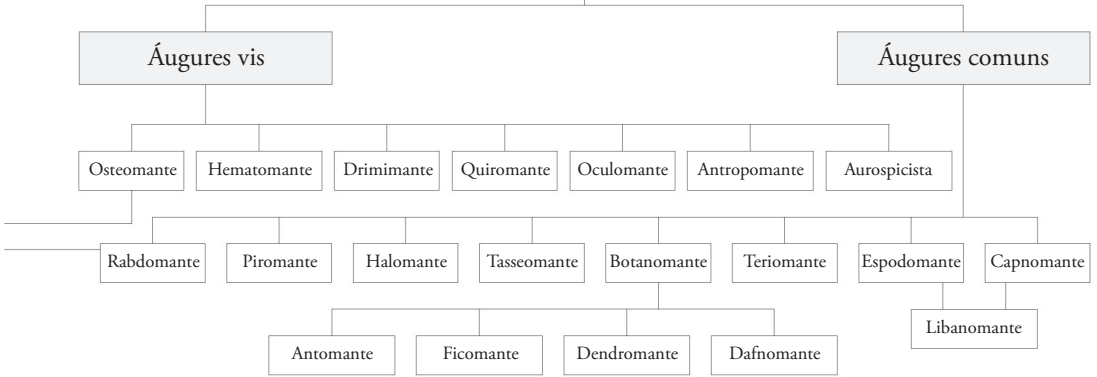 Áugures vis
Áugures comuns
Osteomante
Hematomante
Drimimante
Quiromante
Oculomante
Antropomante
Aurospicista
Rabdomante
Piromante
Halomante
Tasseomante
Botanomante
Teriomante
Espodomante
Capnomante
Libanomante
Antomante
Ficomante
Dendromante
Dafnomante